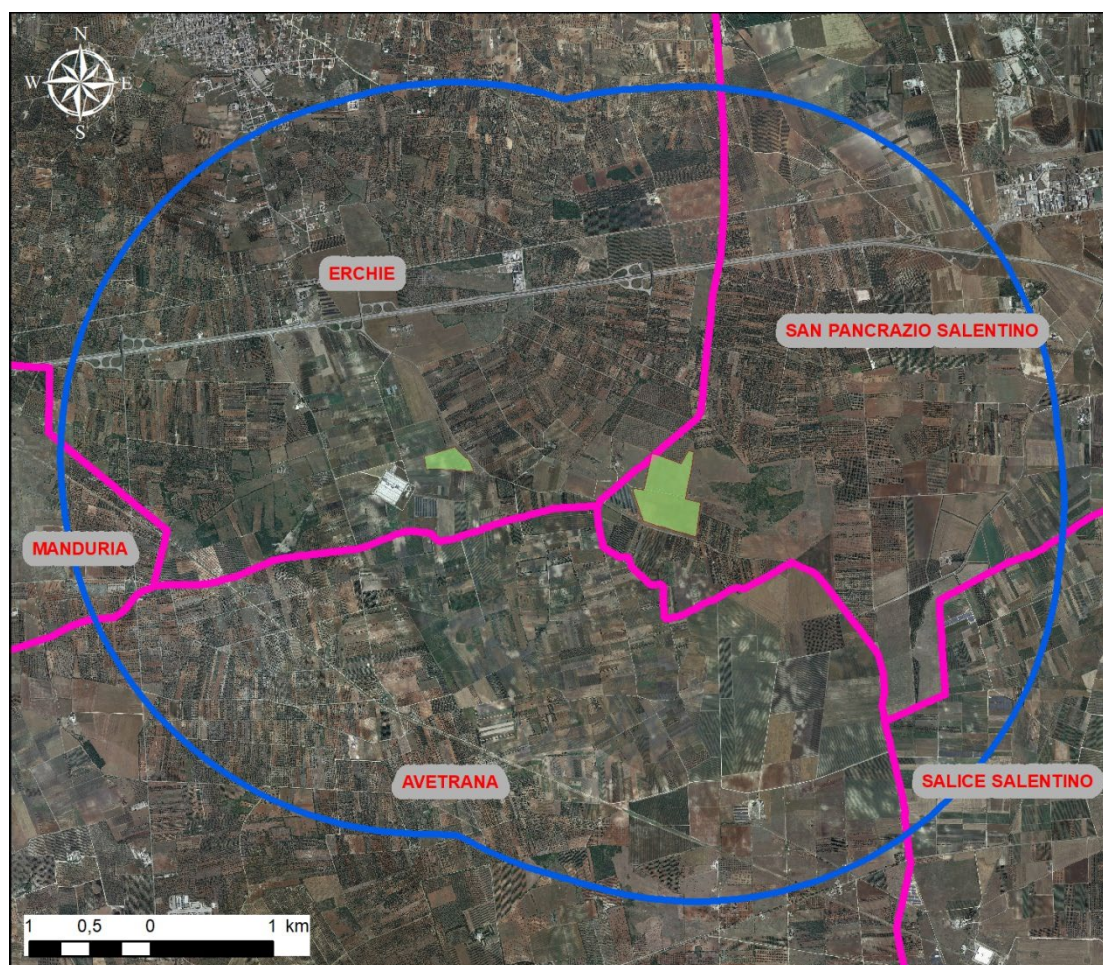 N
W E
S
ERCHIE
SAN PANCRAZIO SALENTINO
MANDURIA
AVETRANA
SALICE SALENTINO
1 0,5 0 1 km